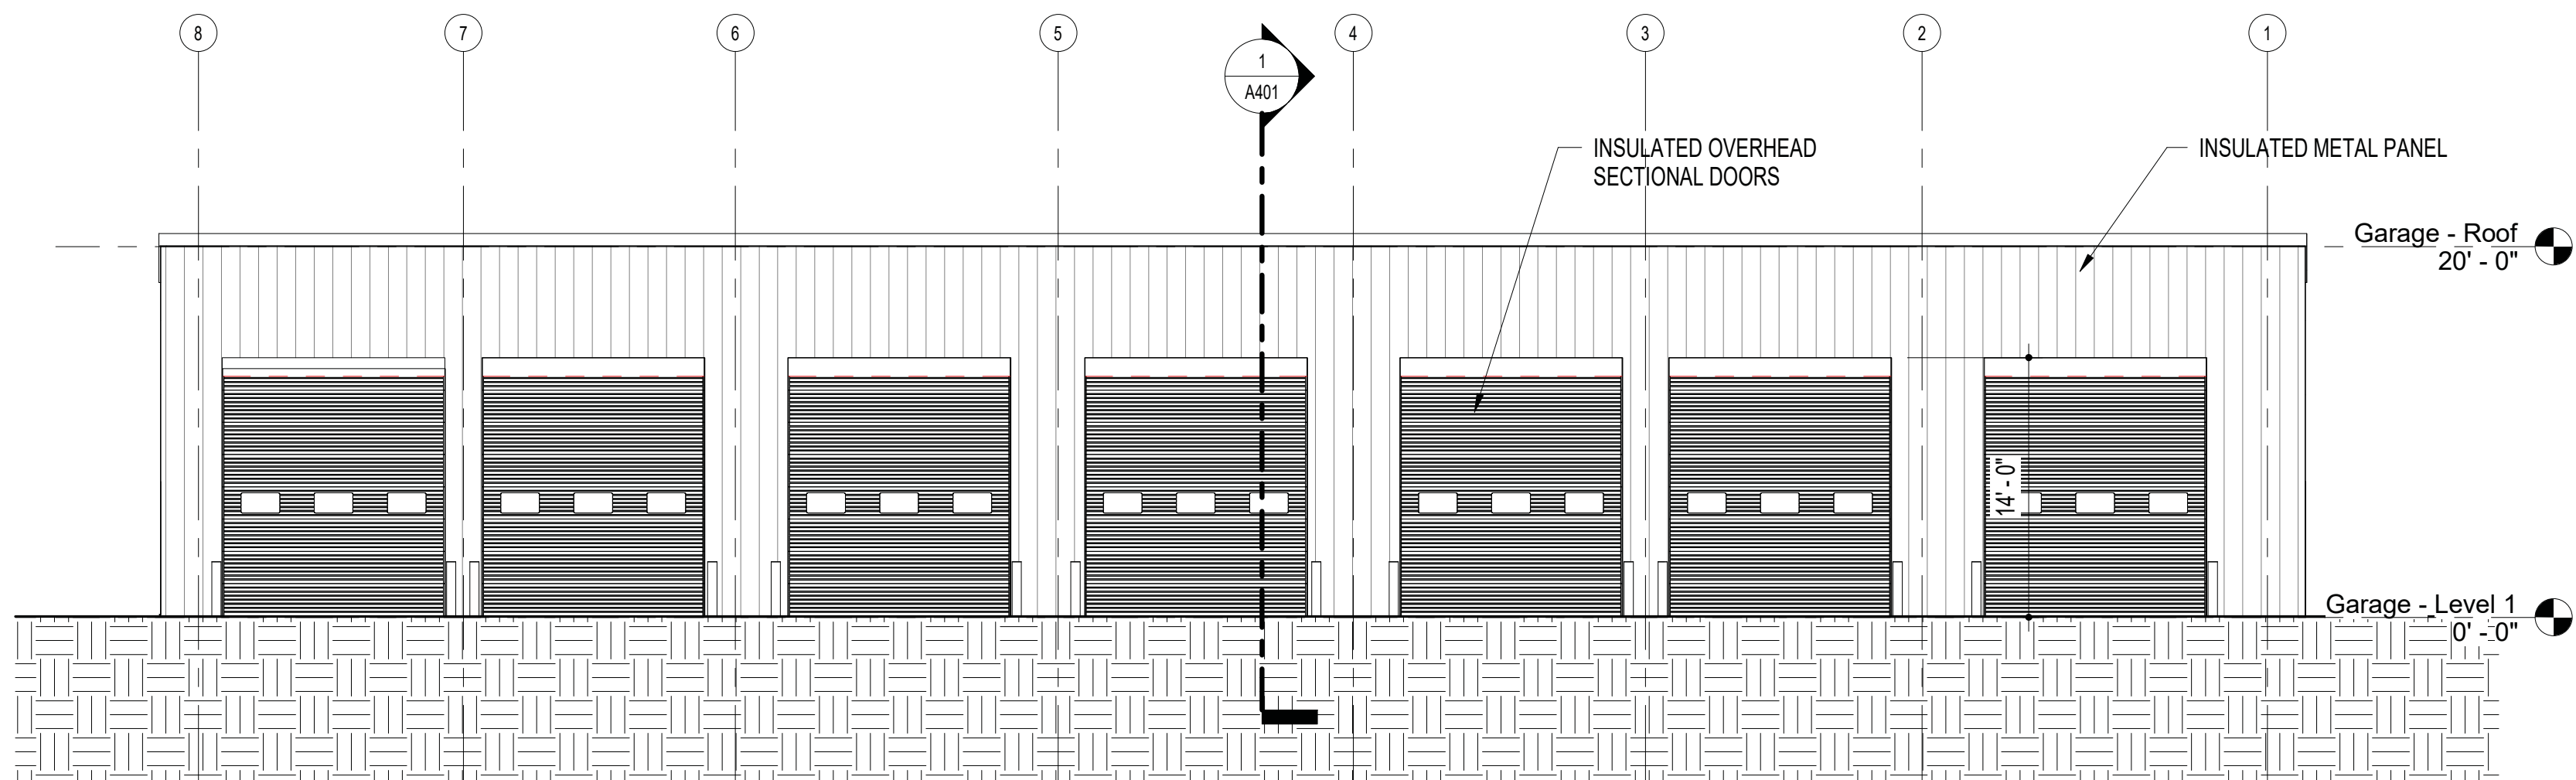 8
7
6
5
4
3
2
1
1
A401
INSULATED OVERHEAD
SECTIONAL DOORS
INSULATED METAL PANEL
Garage - Roof
20' - 0"
14' - 0"
Garage - Level 1
0' - 0"